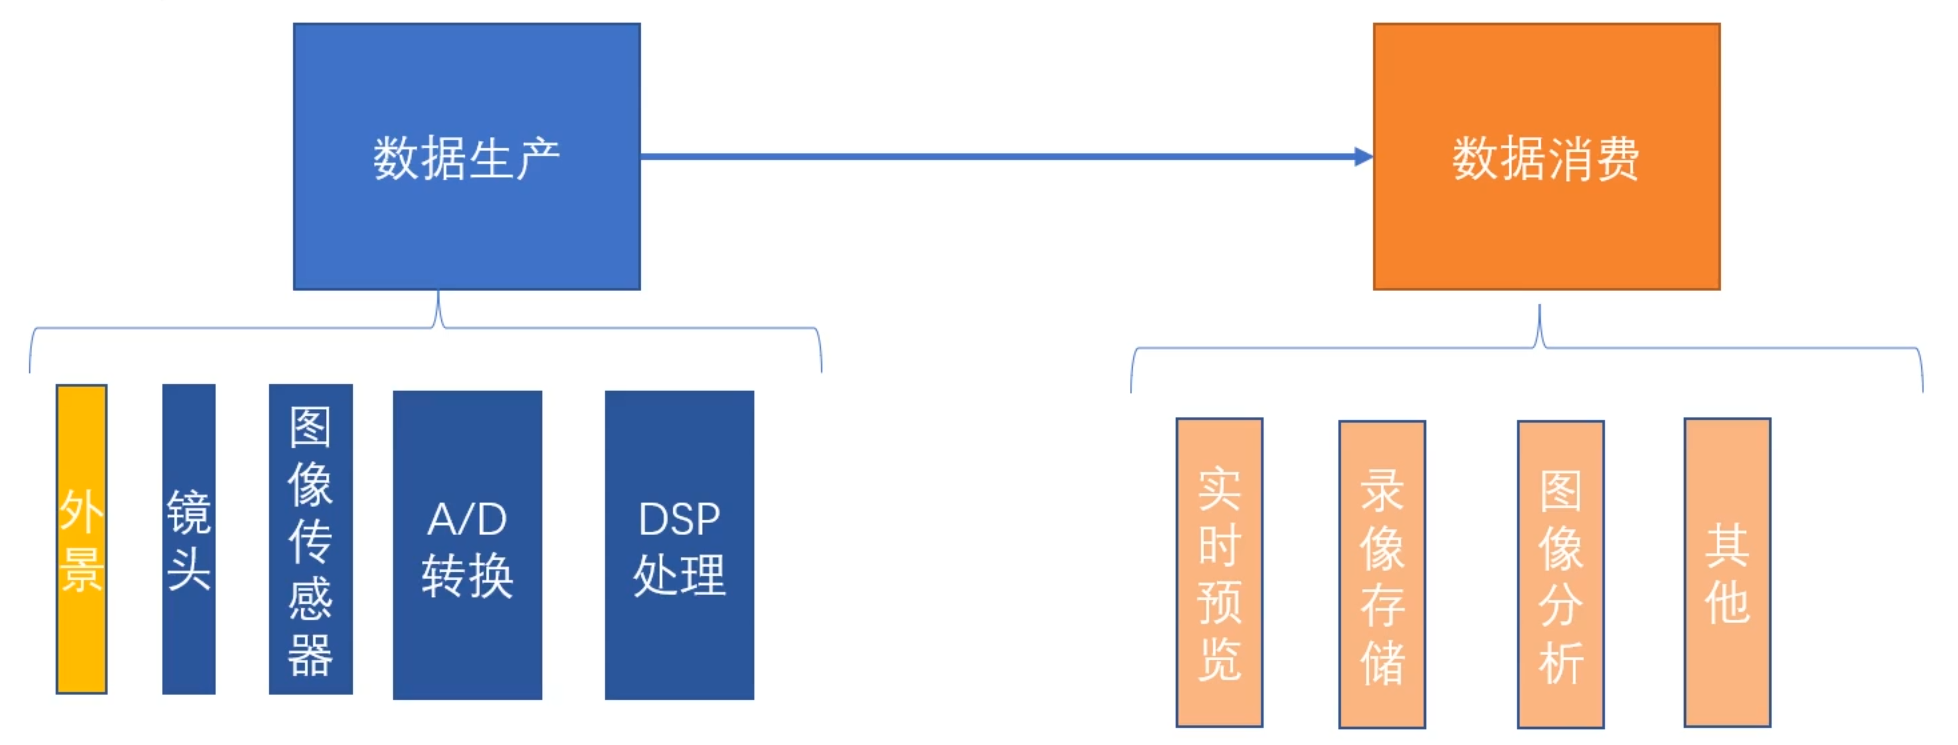 数据生产
数据消费
外景
镜头
图像传感器
A/D
转换
DSP
处理
实时预览
录像存储
图像分析
其他